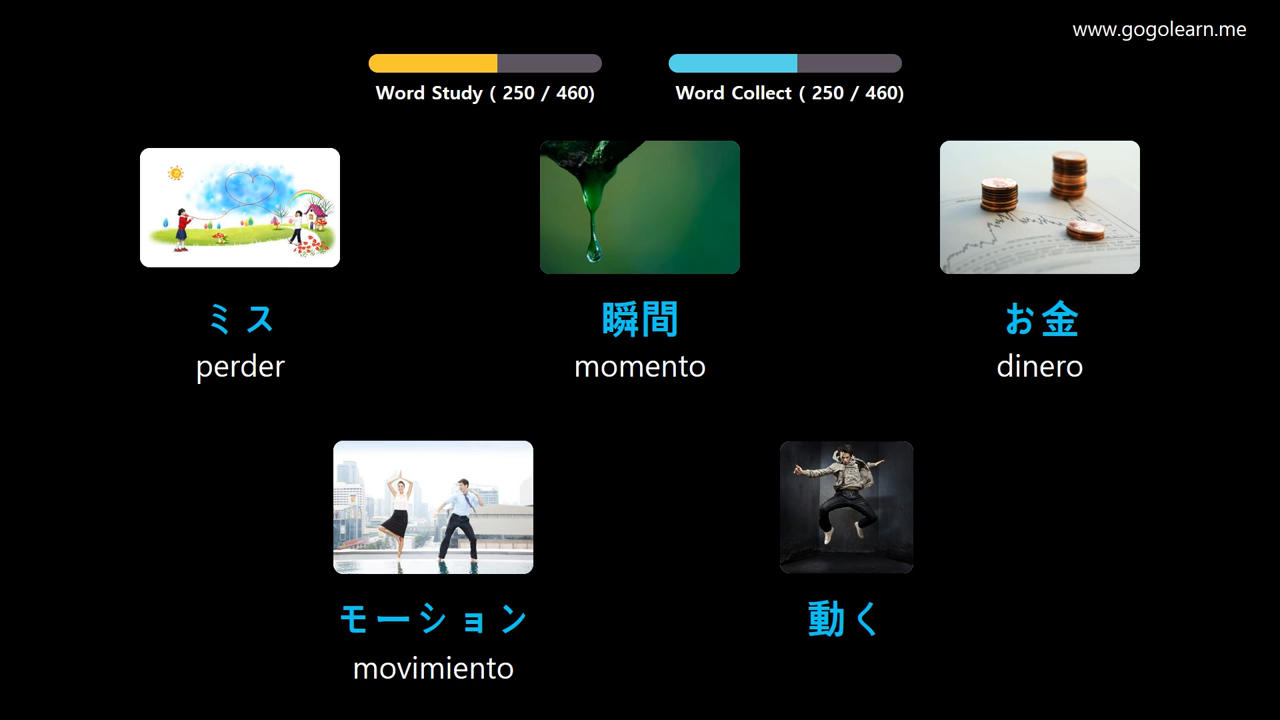 www.gogolearn.me
Word Study ( 250 / 460)
Word Collect ( 250 / 460)
ミス
perder
瞬間
momento
お金
dinero
モーション
movimiento
動く